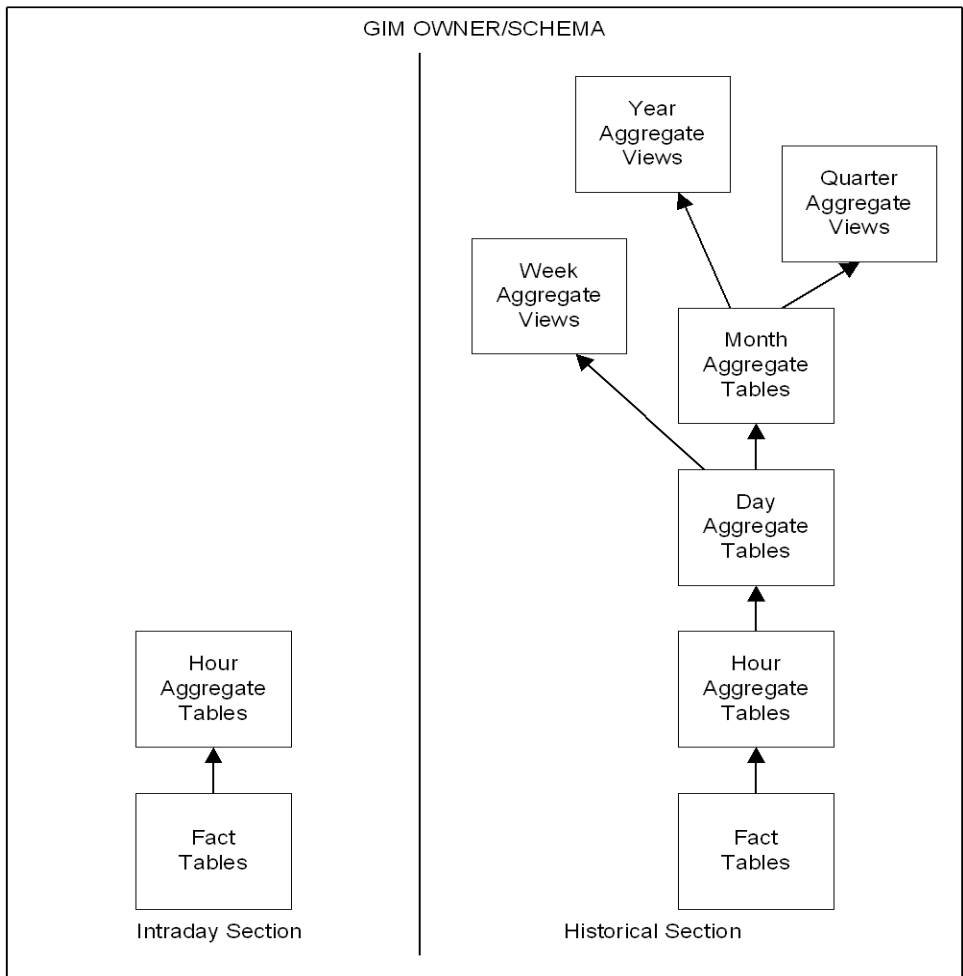 GIM OWNER/SCHEMA
Year
Aggregate
Views
Quarter
Aggregate
Views
Week
Aggregate
Views
Month
Aggregate
Tables
Day
Aggregate
Tables
Hour
Aggregate
Tables
Hour
Aggregate
Tables
Fact
Tables
Fact
Tables
Intraday Section
Historical Section